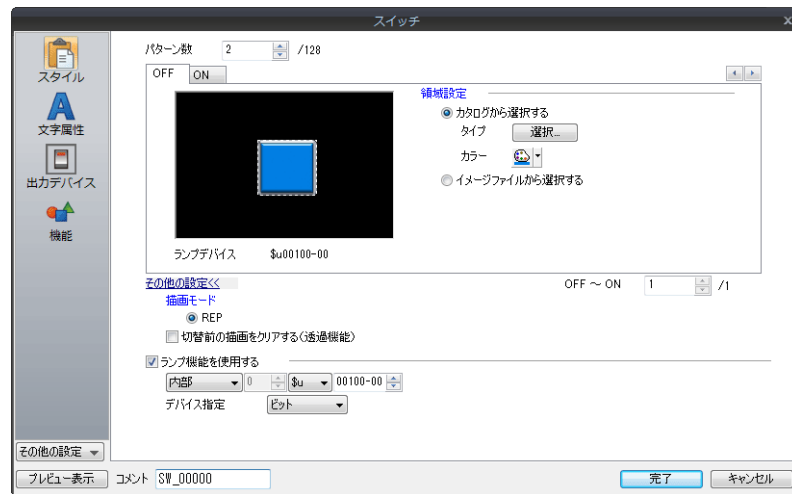 スイッチ
スタイル
文字属性
出力デバイス
機能
その他の設定
パターン数 2 /128
OFF ON
領域設定
カタログから選択する
タイプ 選択...
カラー
イメージファイルから選択する
ランプデバイス $u00100-00
その他の設定<<
OFF ～ ON 1 /1
描画モード
REP
切替前の描画をクリアする(透過機能)
ランプ機能を使用する
内部 0 $u 00100-00
デバイス指定 ビット
プレビュー表示 コメント SW_00000 完了 キャンセル